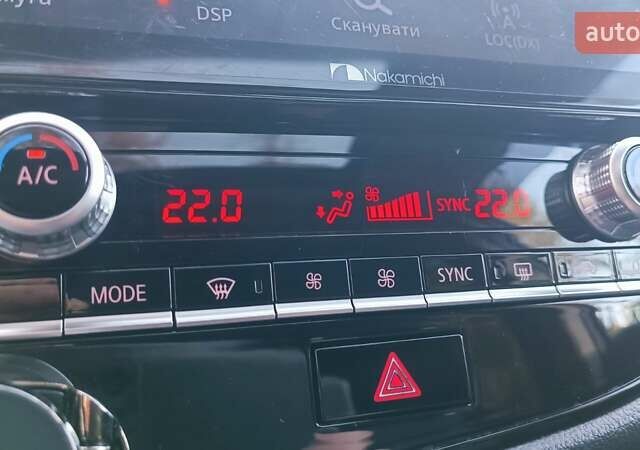 DSP
Сканувати
A
LOC(DX)
auto
Nakamichi
A/C
22.0
SYNC
22.0
MODE
SYNC